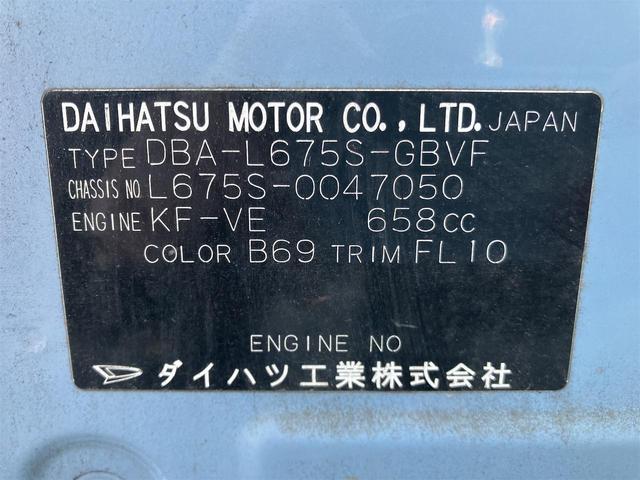 DAIHATSU MOTOR CO., LTD. JAPAN
TYPE DBA-L675S-GBVF
CHASSIS NO L675S-0047050
ENGINE KF-VE 658CC
COLOR B69 TRIM FL10
ENGINE NO
ダイハツ工業株式会社